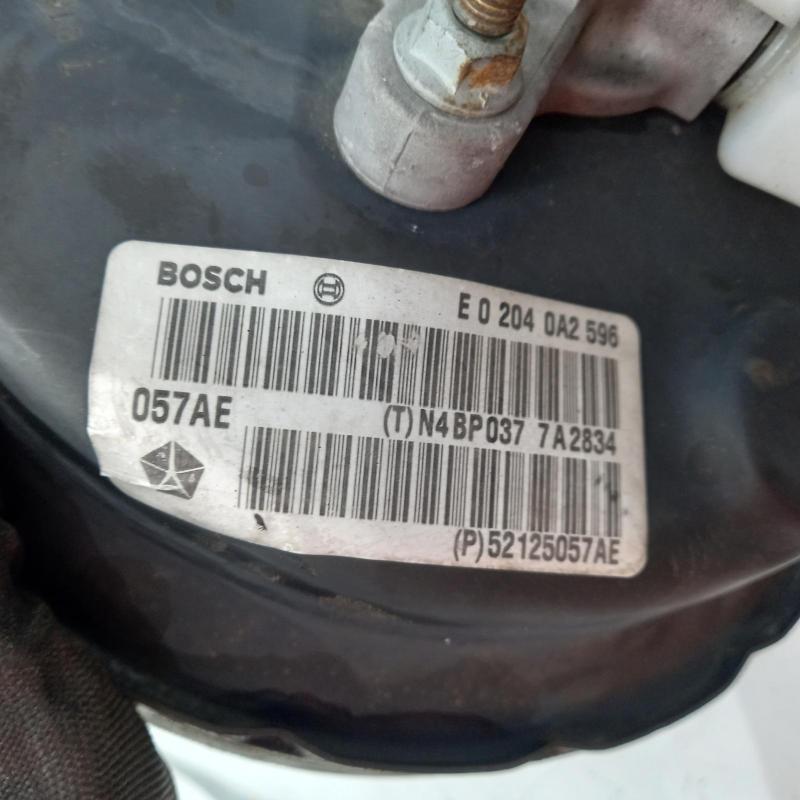 BOSCH E 0 204 0A2 596
057AE (T) N4BP037 7A2834
(P)52125057AE